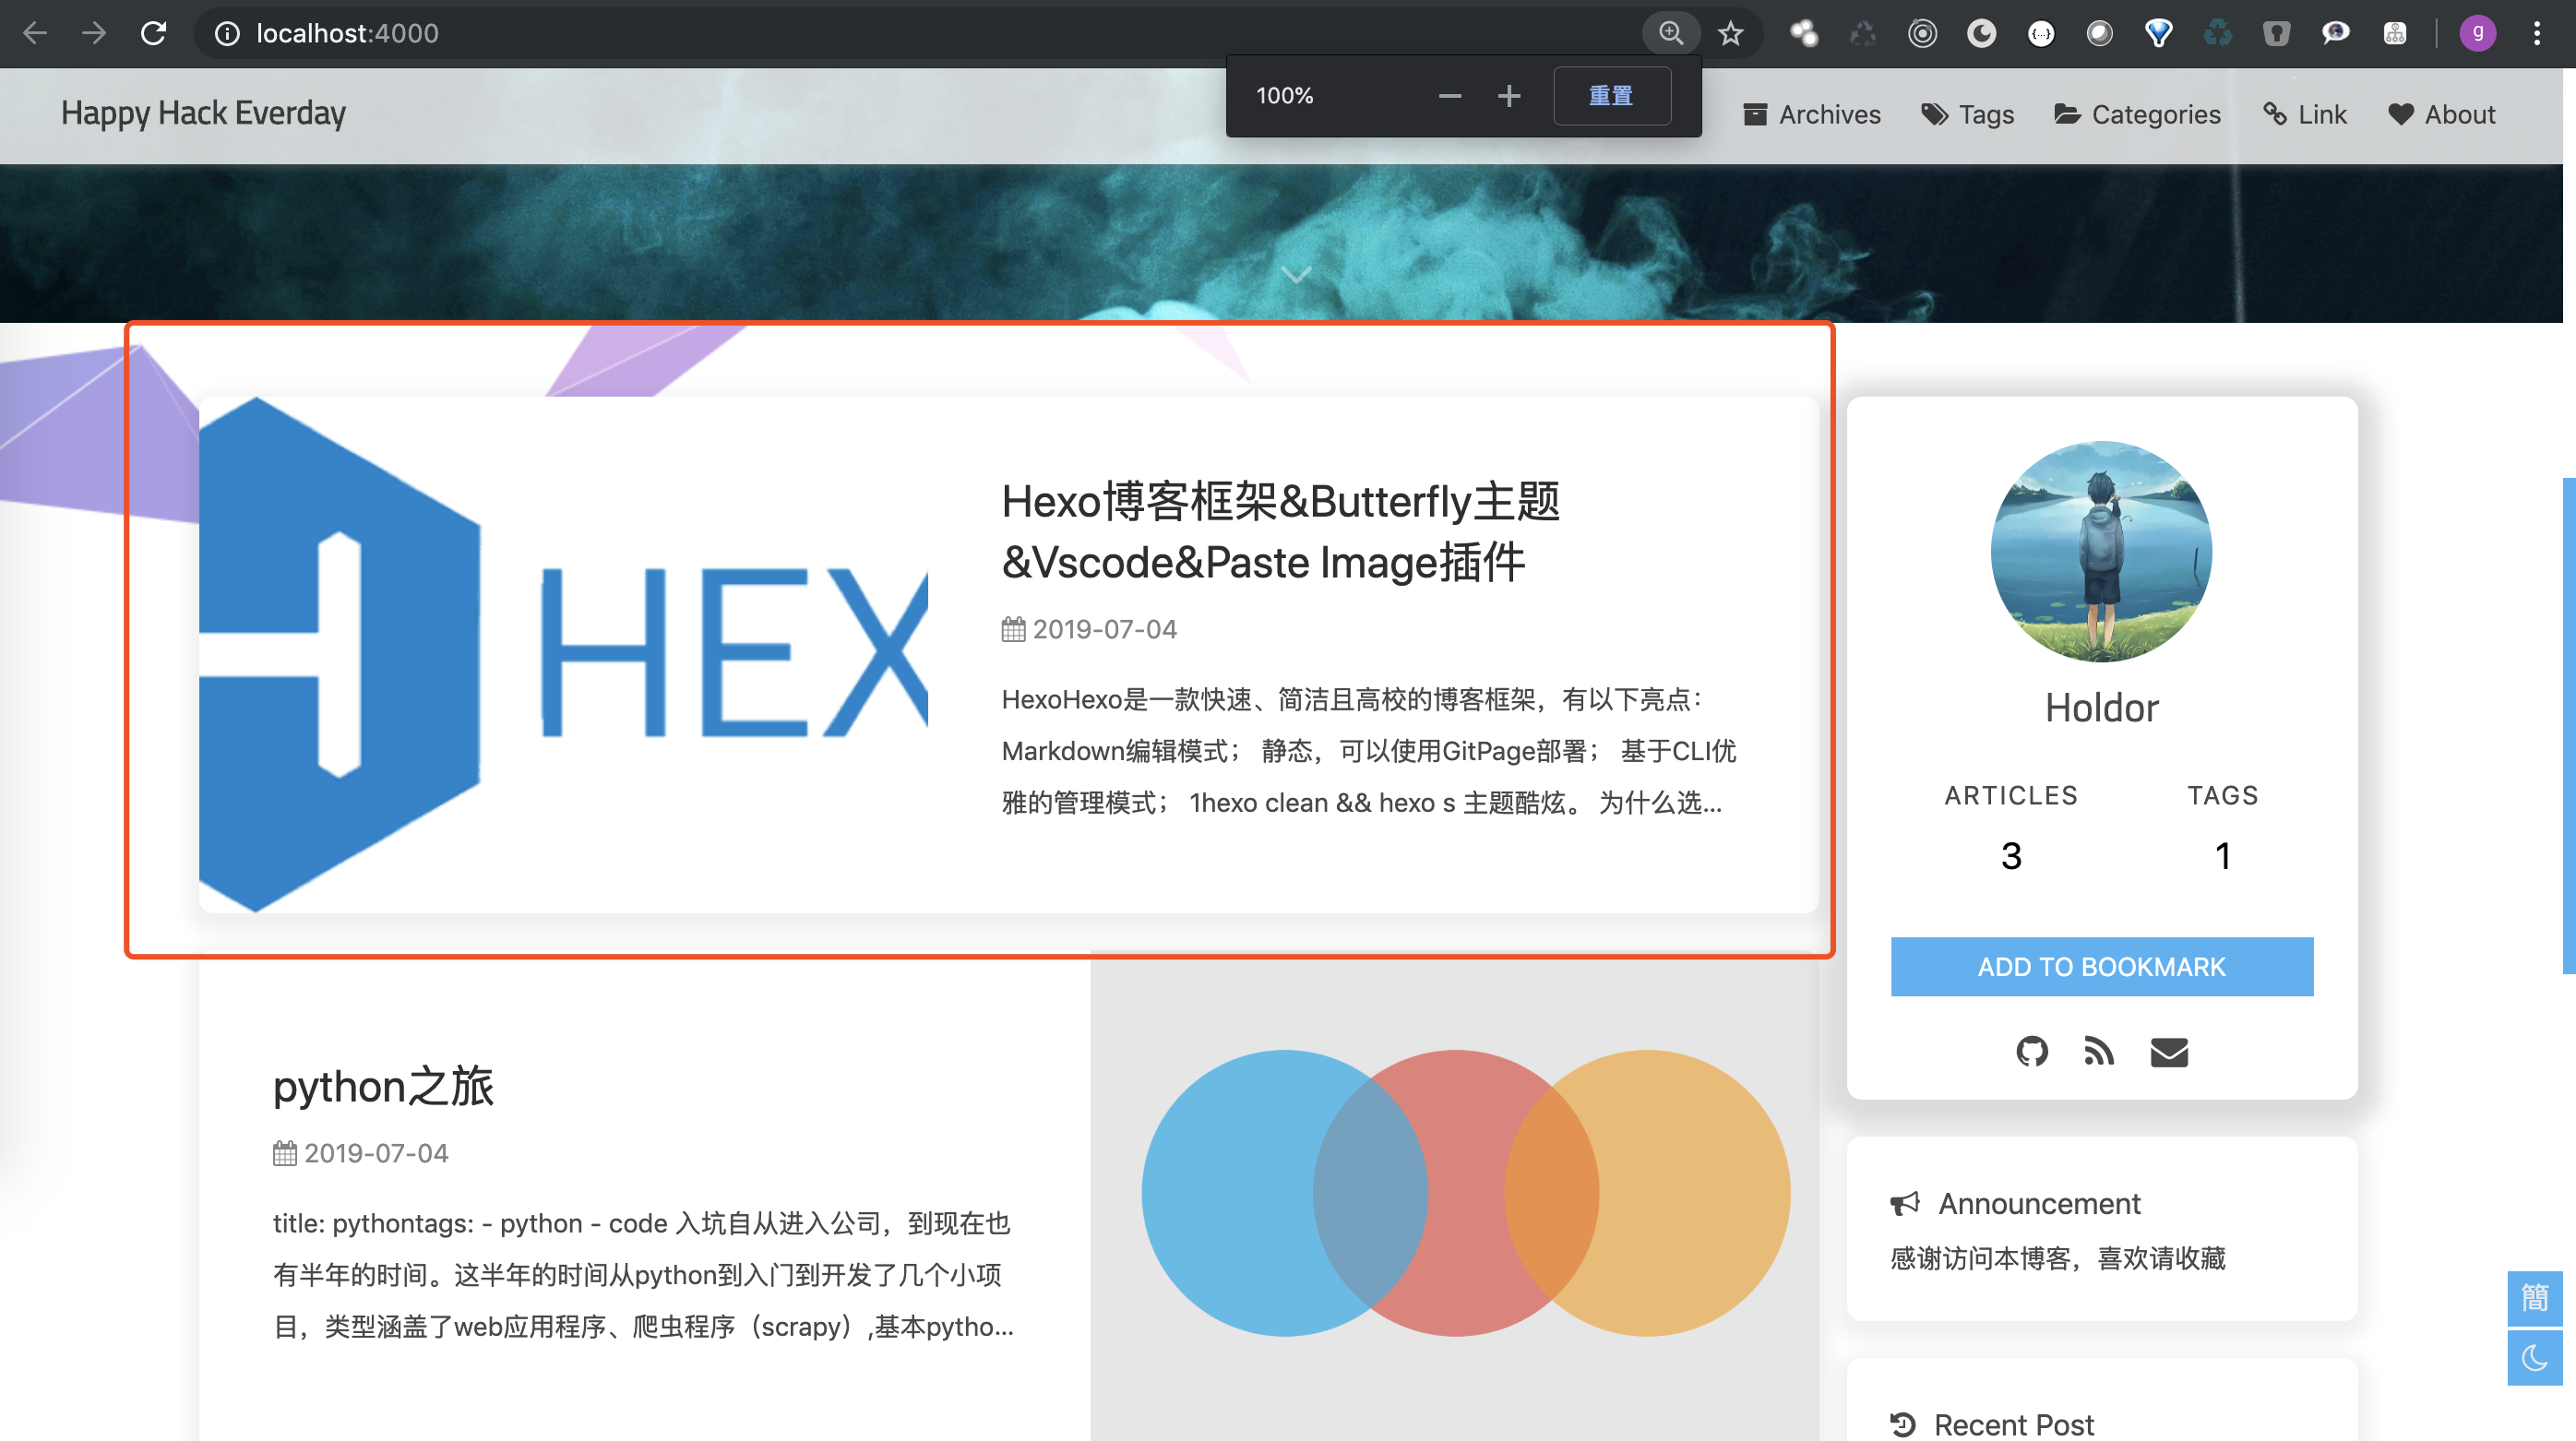 localhost:4000
g
100%
重置
Happy Hack Everday
Archives
Tags
Categories
Link
About
HEX
Hexo博客框架&Butterfly主题
&Vscode&Paste Image插件
2019-07-04
HexoHexo是一款快速、简洁且高校的博客框架，有以下亮点：
Markdown编辑模式； 静态，可以使用GitPage部署； 基于CLI优
雅的管理模式； 1hexo clean && hexo s 主题酷炫。 为什么选...
python之旅
2019-07-04
title: pythontags: - python - code 入坑自从进入公司，到现在也
有半年的时间。这半年的时间从python到入门到开发了几个小项
目，类型涵盖了web应用程序、爬虫程序（scrapy）,基本pytho...
Holdor
ARTICLES
3
TAGS
1
ADD TO BOOKMARK
Announcement
感谢访问本博客，喜欢请收藏
Recent Post
簡